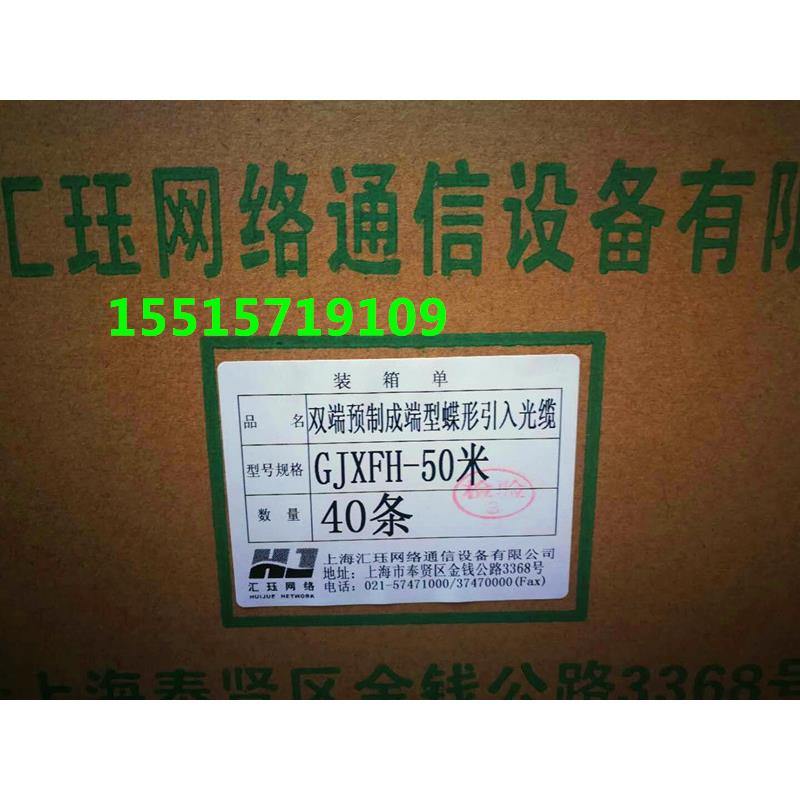 汇珏网络通信设备有限
15515719109
装 箱 单
品 名 双端预制成端型蝶形引入光缆
型号规格 GJXFH-50米
检验
3
数 量 40条
HJ
汇珏网络
HUIJUE NETWORK
上海汇珏网络通信设备有限公司
地址：上海市奉贤区金钱公路3368号
电话：021-57471000/37470000(Fax)
上海奉贤区金钱公路3368号